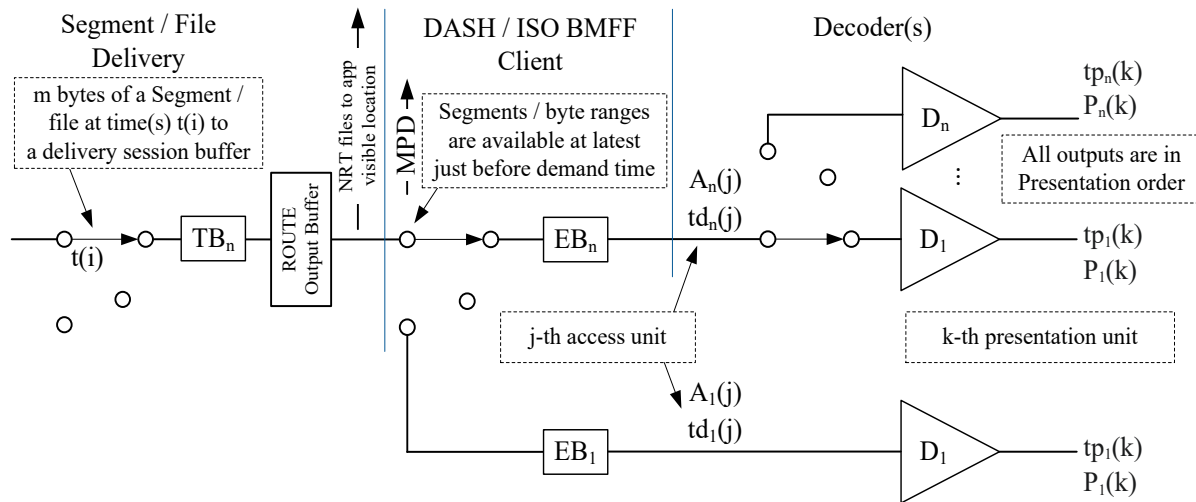 Segment / File
Delivery
m bytes of a Segment /
file at time(s) t(i) to
a delivery session buffer
t(i)
TBₙ
ROUTE
Output Buffer
NRT files to app
visible location
DASH / ISO BMFF
Client
MPD
Segments / byte ranges
are available at latest
just before demand time
EBₙ
Aₙ(j)
tdₙ(j)
j-th access unit
A₁(j)
td₁(j)
EB₁
Decoder(s)
Dₙ
tpₙ(k)
Pₙ(k)
...
All outputs are in
Presentation order
D₁
tp₁(k)
P₁(k)
k-th presentation unit
D₁
tp₁(k)
P₁(k)